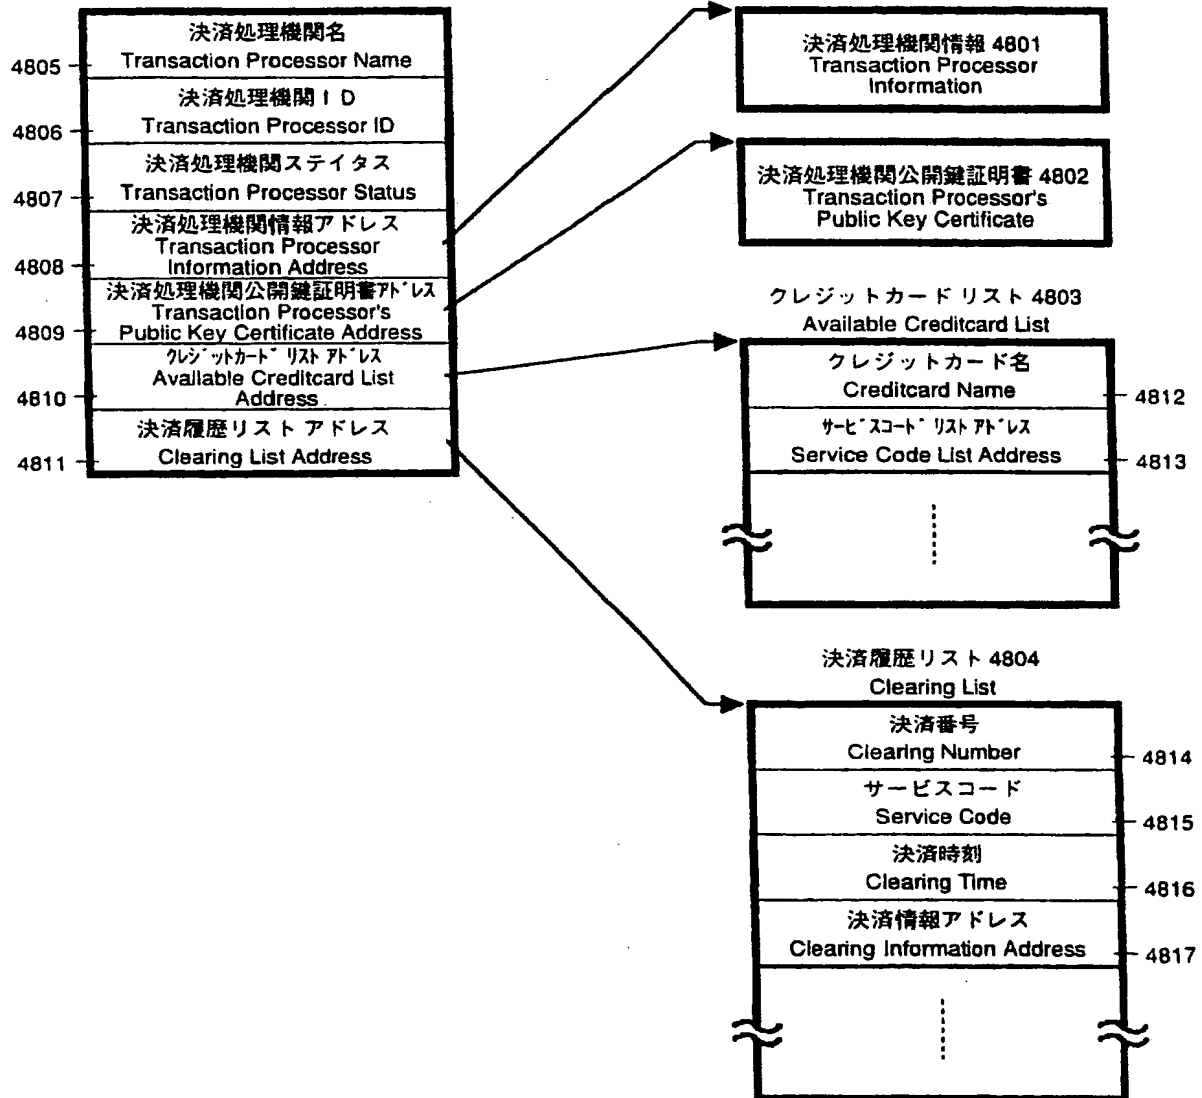 決済処理機関名
Transaction Processor Name
4805
決済処理機関ID
Transaction Processor ID
4806
決済処理機関ステイタス
Transaction Processor Status
4807
決済処理機関情報アドレス
Transaction Processor
Information Address
4808
決済処理機関公開鍵証明書ｱﾄﾞﾚｽ
Transaction Processor's
Public Key Certificate Address
4809
ｸﾚｼﾞｯﾄｶｰﾄﾞ ﾘｽﾄ ｱﾄﾞﾚｽ
Available Creditcard List
Address
4810
決済履歴リスト アドレス
Clearing List Address
4811
決済処理機関情報 4801
Transaction Processor
Information
決済処理機関公開鍵証明書 4802
Transaction Processor's
Public Key Certificate
クレジットカード リスト 4803
Available Creditcard List
クレジットカード名
Creditcard Name
4812
ｻｰﾋﾞｽｺｰﾄﾞ ﾘｽﾄ ｱﾄﾞﾚｽ
Service Code List Address
4813
決済履歴リスト 4804
Clearing List
決済番号
Clearing Number
4814
サービスコード
Service Code
4815
決済時刻
Clearing Time
4816
決済情報アドレス
Clearing Information Address
4817